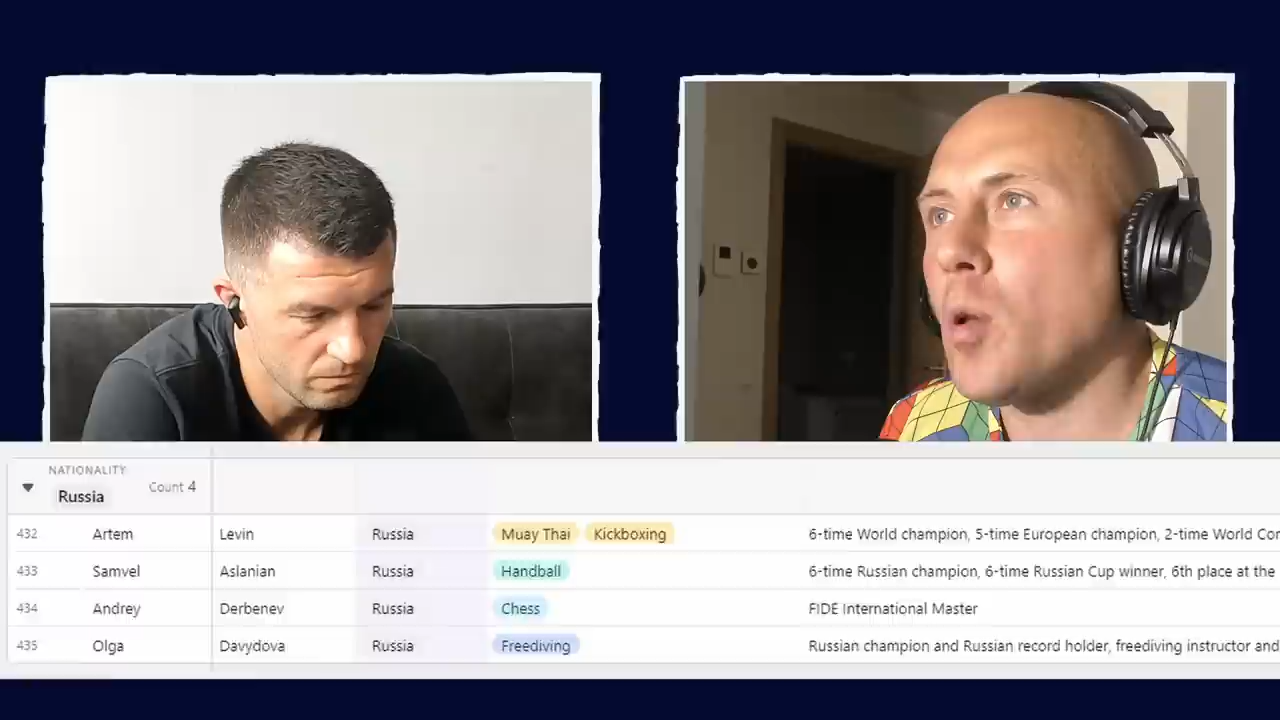 NATIONALITY
Russia Count 4
432 Artem Levin Russia Muay Thai Kickboxing 6-time World champion, 5-time European champion, 2-time World
433 Samvel Aslanian Russia Handball 6-time Russian champion, 6-time Russian Cup winner, 6th place at the
434 Andrey Derbenev Russia Chess FIDE International Master
435 Olga Davydova Russia Freediving Russian champion and Russian record holder, freediving instructor and